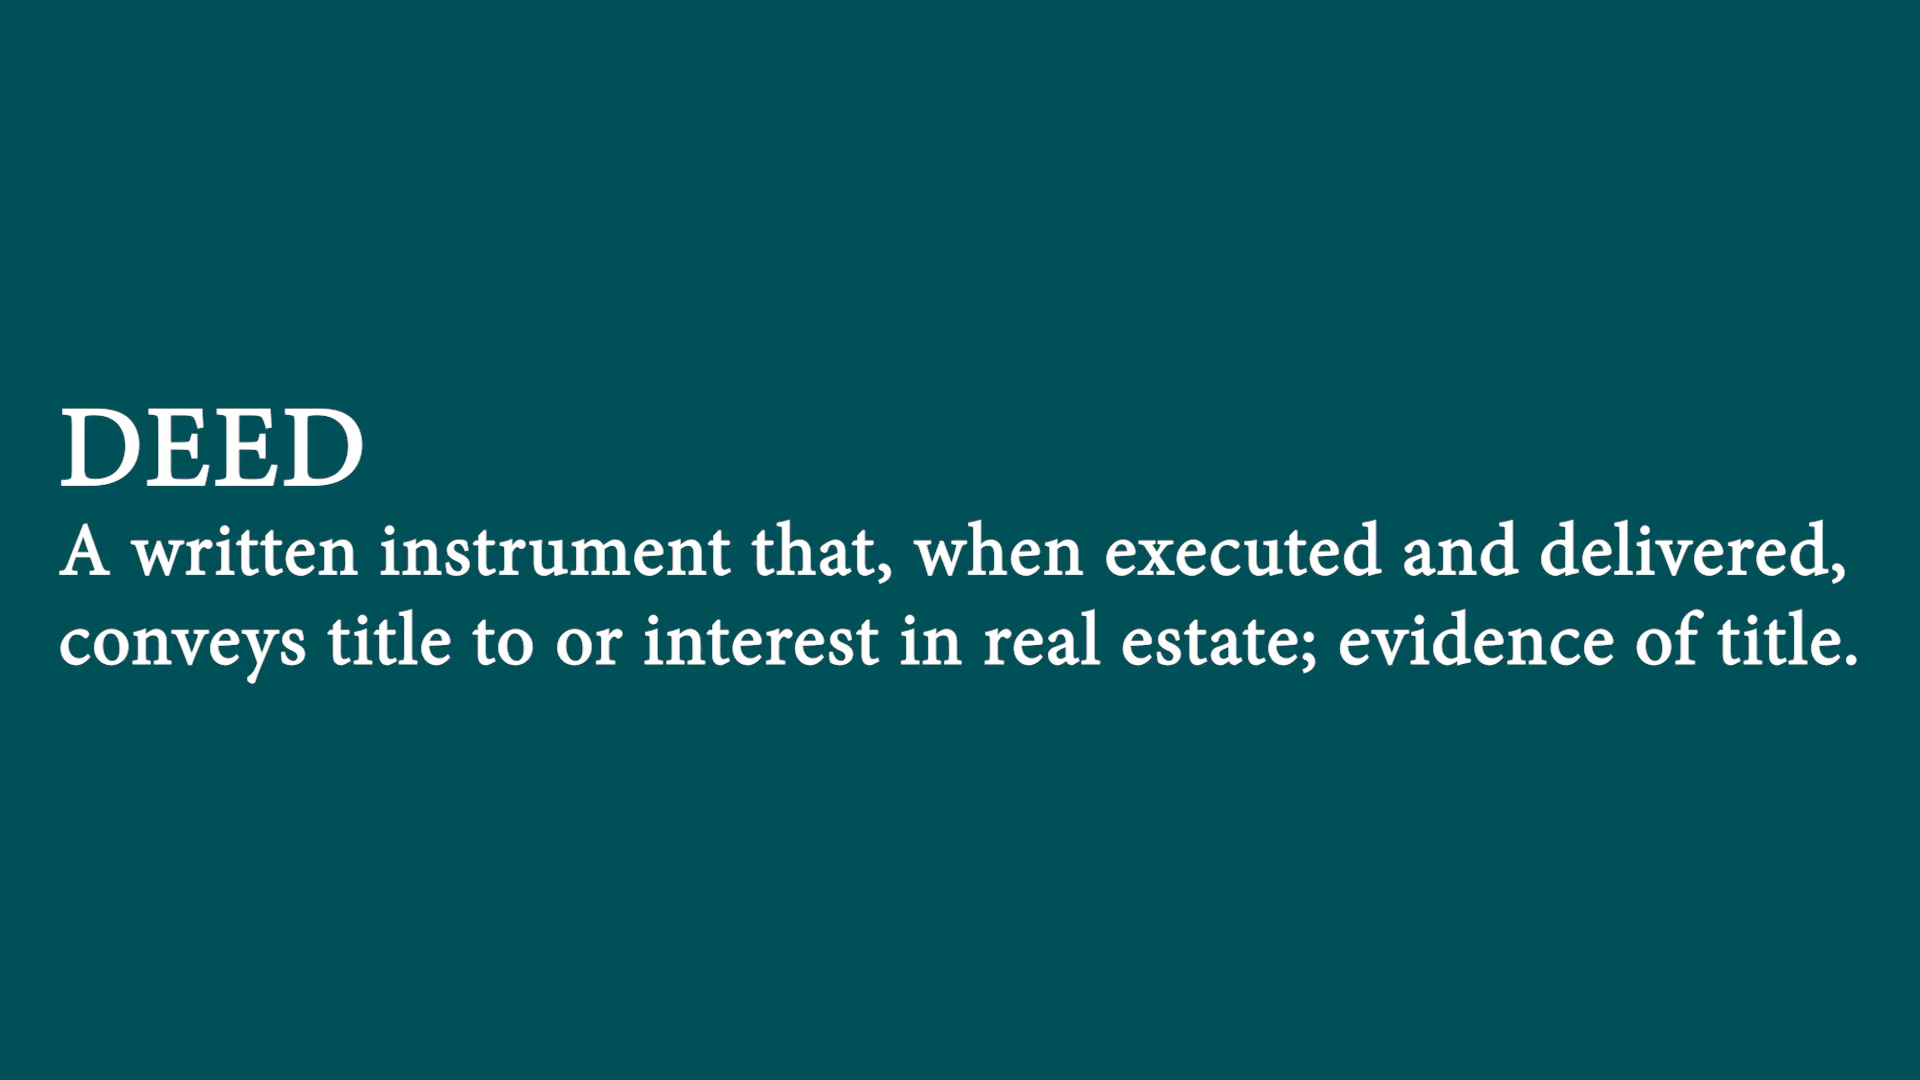 DEED
A written instrument that, when executed and delivered,
conveys title to or interest in real estate; evidence of title.